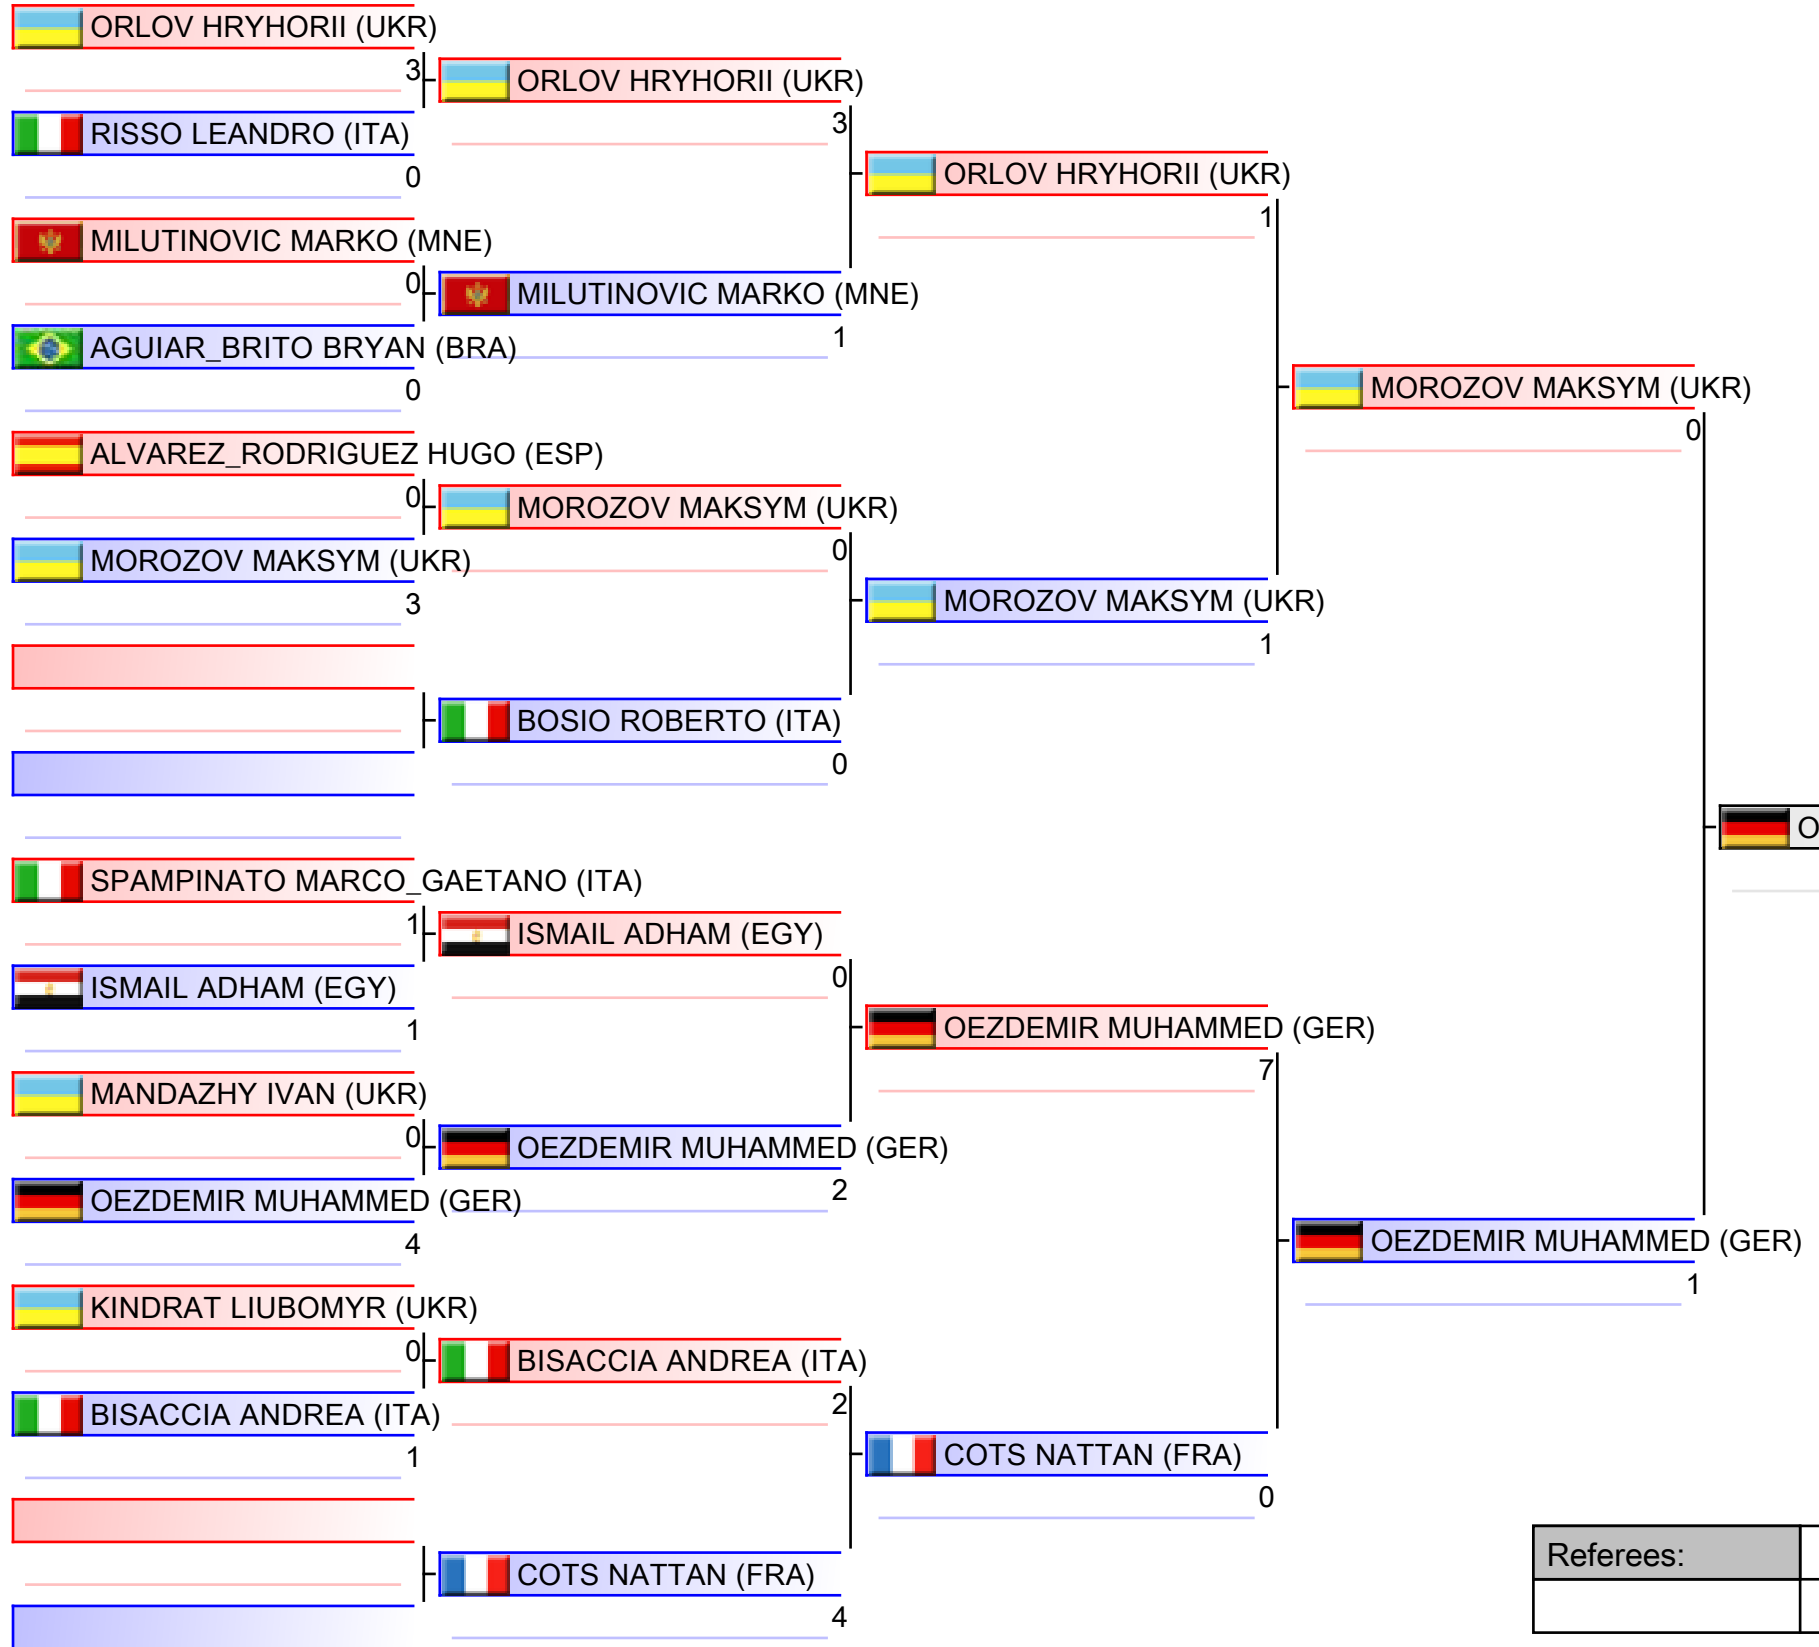 ORLOV HRYHORII (UKR)
3
ORLOV HRYHORII (UKR)
3
RISSO LEANDRO (ITA)
0
ORLOV HRYHORII (UKR)
1
MILUTINOVIC MARKO (MNE)
0
MILUTINOVIC MARKO (MNE)
1
AGUIAR_BRITO BRYAN (BRA)
0
MOROZOV MAKSYM (UKR)
0
ALVAREZ_RODRIGUEZ HUGO (ESP)
0
MOROZOV MAKSYM (UKR)
0
MOROZOV MAKSYM (UKR)
3
MOROZOV MAKSYM (UKR)
1
BOSIO ROBERTO (ITA)
0
O
SPAMPINATO MARCO_GAETANO (ITA)
1
ISMAIL ADHAM (EGY)
0
ISMAIL ADHAM (EGY)
1
OEZDEMIR MUHAMMED (GER)
7
MANDAZHY IVAN (UKR)
0
OEZDEMIR MUHAMMED (GER)
2
OEZDEMIR MUHAMMED (GER)
4
OEZDEMIR MUHAMMED (GER)
1
KINDRAT LIUBOMYR (UKR)
0
BISACCIA ANDREA (ITA)
2
BISACCIA ANDREA (ITA)
1
COTS NATTAN (FRA)
0
COTS NATTAN (FRA)
4
Referees: